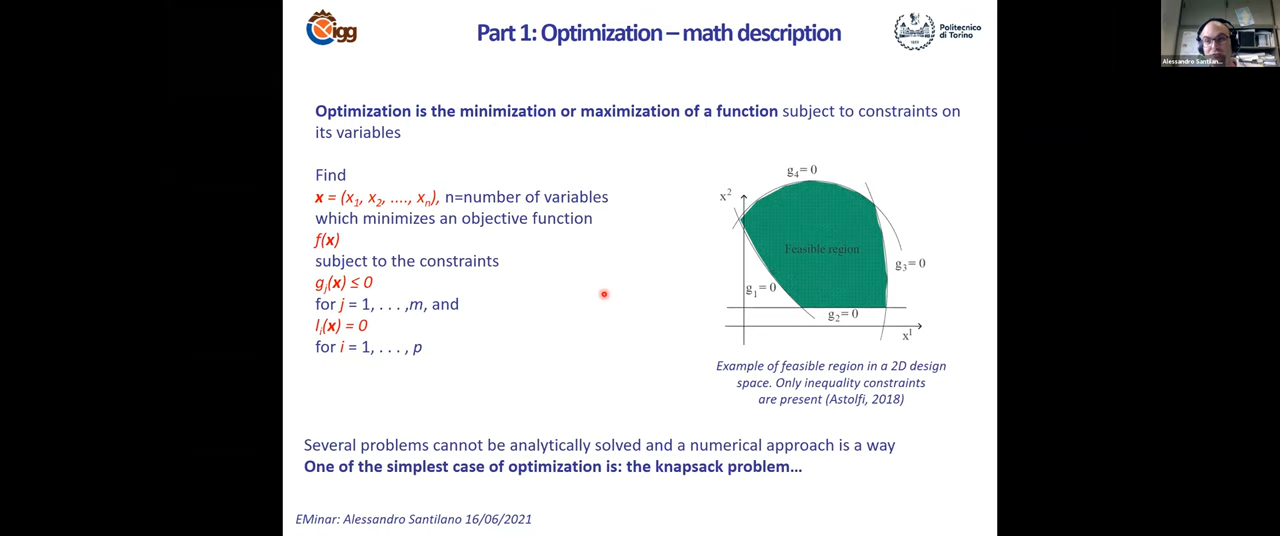 igg
Part 1: Optimization – math description
Politecnico
di Torino
Alessandro Santilan...
Optimization is the minimization or maximization of a function subject to constraints on
its variables
Find
x = (x1, x2, ...., xn), n=number of variables
which minimizes an objective function
f(x)
subject to the constraints
gj(x) ≤ 0
for j = 1, . . . ,m, and
li(x) = 0
for i = 1, . . . , p
g4= 0
x2
Feasible region
g3= 0
g1= 0
g2= 0
x1
Example of feasible region in a 2D design
space. Only inequality constraints
are present (Astolfi, 2018)
Several problems cannot be analytically solved and a numerical approach is a way
One of the simplest case of optimization is: the knapsack problem...
EMinar: Alessandro Santilano 16/06/2021